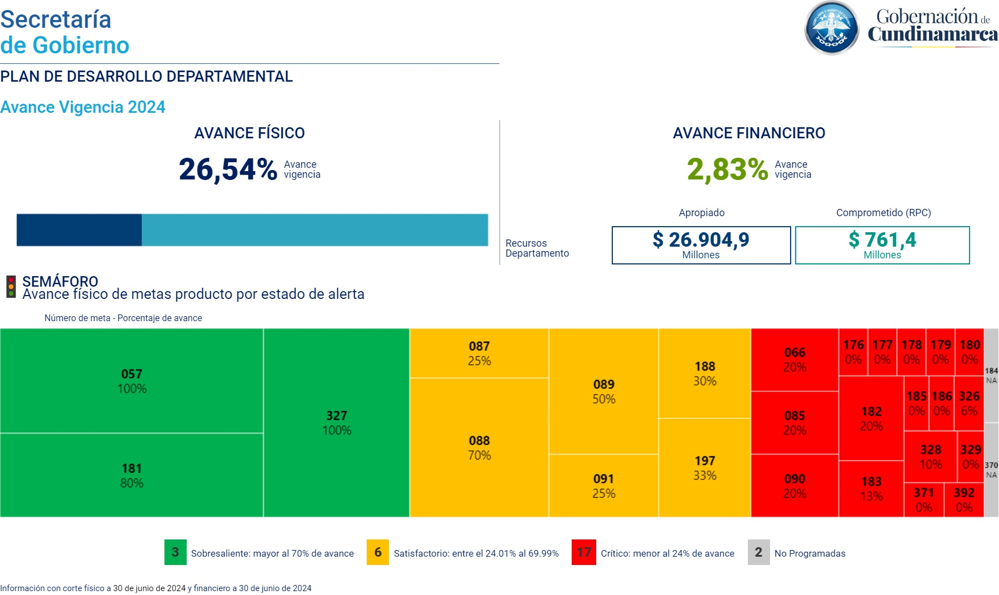 Secretaría
de Gobierno
Gobernación de
Cundinamarca
PLAN DE DESARROLLO DEPARTAMENTAL
Avance Vigencia 2024
AVANCE FÍSICO
26,54%
Avance
vigencia
AVANCE FINANCIERO
2,83%
Avance
vigencia
Apropiado
Comprometido (RPC)
Recursos
Departamento
$ 26.904,9
Millones
$ 761,4
Millones
SEMÁFORO
Avance físico de metas producto por estado de alerta
Número de meta - Porcentaje de avance
057
100%
181
80%
327
100%
087
25%
088
70%
089
50%
091
25%
188
30%
197
33%
066
20%
085
20%
090
20%
176
0%
177
0%
178
0%
179
0%
180
0%
182
20%
183
13%
185
0%
186
0%
326
6%
328
10%
329
0%
371
0%
392
0%
184
NA
370
NA
3 Sobresaliente: mayor al 70% de avance
6 Satisfactorio: entre el 24.01% al 69.99%
17 Crítico: menor al 24% de avance
2 No Programadas
Información con corte físico a 30 de junio de 2024 y financiero a 30 de junio de 2024